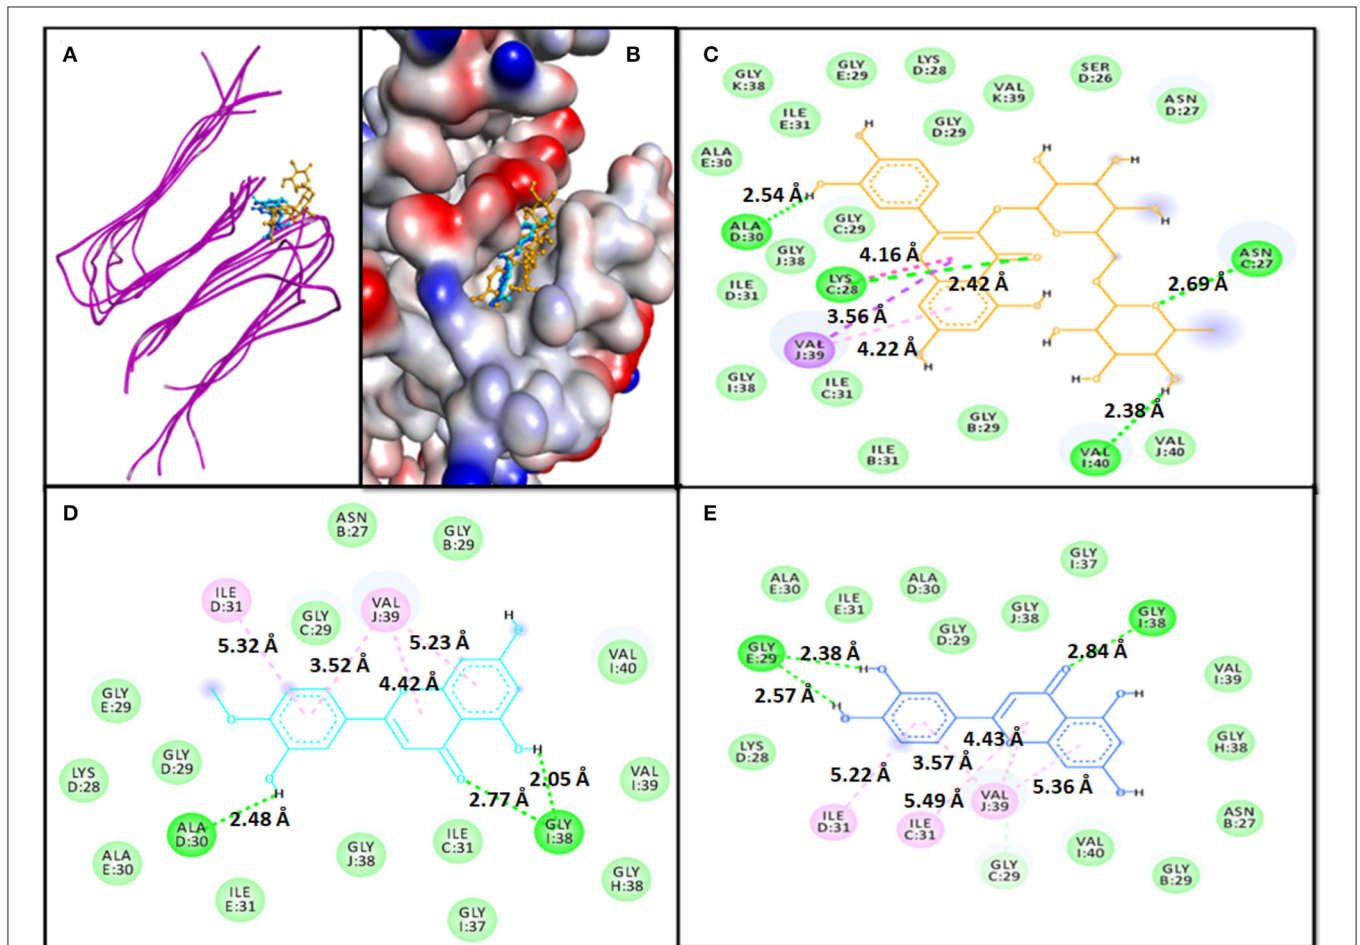 A
B
C
GLY
K:38
GLY
E:29
LYS
D:28
VAL
K:39
SER
D:26
ASN
D:27
ILE
E:31
GLY
D:29
ALA
E:30
H
H
O
O
O
H
O
H
2.54 Å
ALA
D:30
GLY
C:29
GLY
J:38
4.16 Å
O
O
O
H
ASN
C:27
ILE
D:31
LYS
C:28
2.42 Å
2.69 Å
3.56 Å
VAL
J:39
4.22 Å
O
H
O
H
H
O
O
GLY
I:38
ILE
C:31
H
H
O
O
H
2.38 Å
GLY
B:29
ILE
B:31
VAL
I:40
VAL
J:40
D
ASN
B:27
GLY
B:29
ILE
D:31
GLY
C:29
VAL
J:39
H
O
5.32 Å
5.23 Å
3.52 Å
4.42 Å
VAL
I:40
GLY
E:29
O
O
H
O
H
O
LYS
D:28
GLY
D:29
2.05 Å
2.77 Å
VAL
I:39
2.48 Å
ALA
D:30
GLY
I:38
ALA
E:30
GLY
J:38
ILE
C:31
GLY
H:38
ILE
E:31
GLY
I:37
E
GLY
I:37
ALA
E:30
ILE
E:31
ALA
D:30
GLY
J:38
GLY
I:38
GLY
D:29
GLY
E:29
2.38 Å
2.84 Å
H
O
O
VAL
I:39
2.57 Å
H
O
O
H
LYS
D:28
4.43 Å
GLY
H:38
5.22 Å
3.57 Å
5.36 Å
O
H
5.49 Å
VAL
J:39
ILE
D:31
ILE
C:31
ASN
B:27
GLY
C:29
VAL
I:40
GLY
B:29